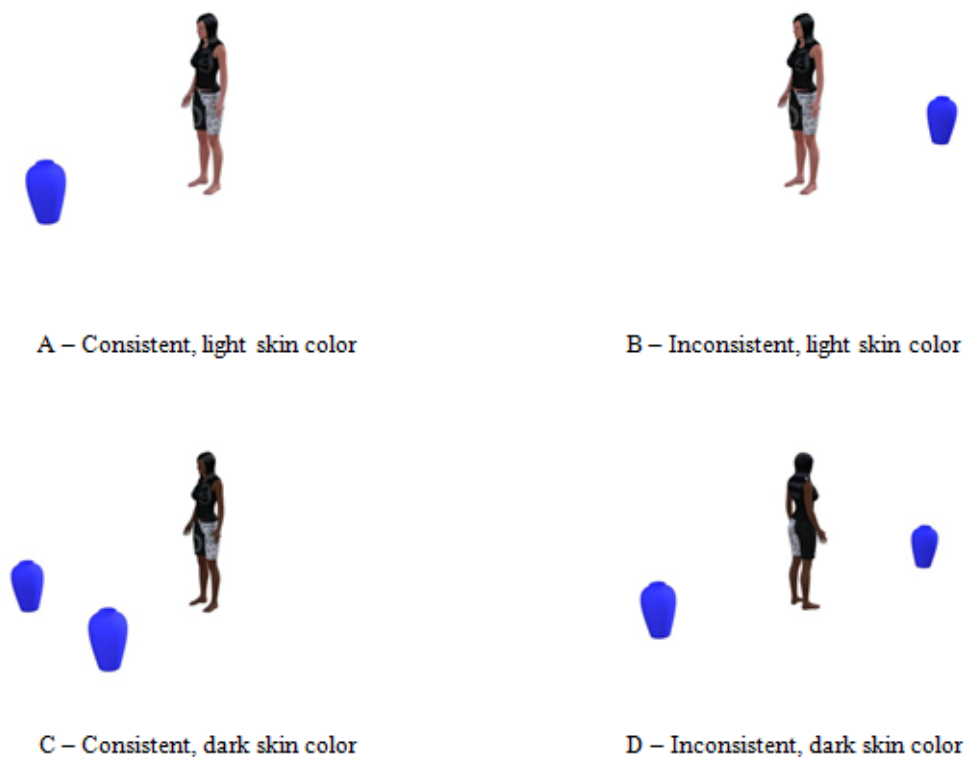 A – Consistent, light skin color
B – Inconsistent, light skin color
C – Consistent, dark skin color
D – Inconsistent, dark skin color